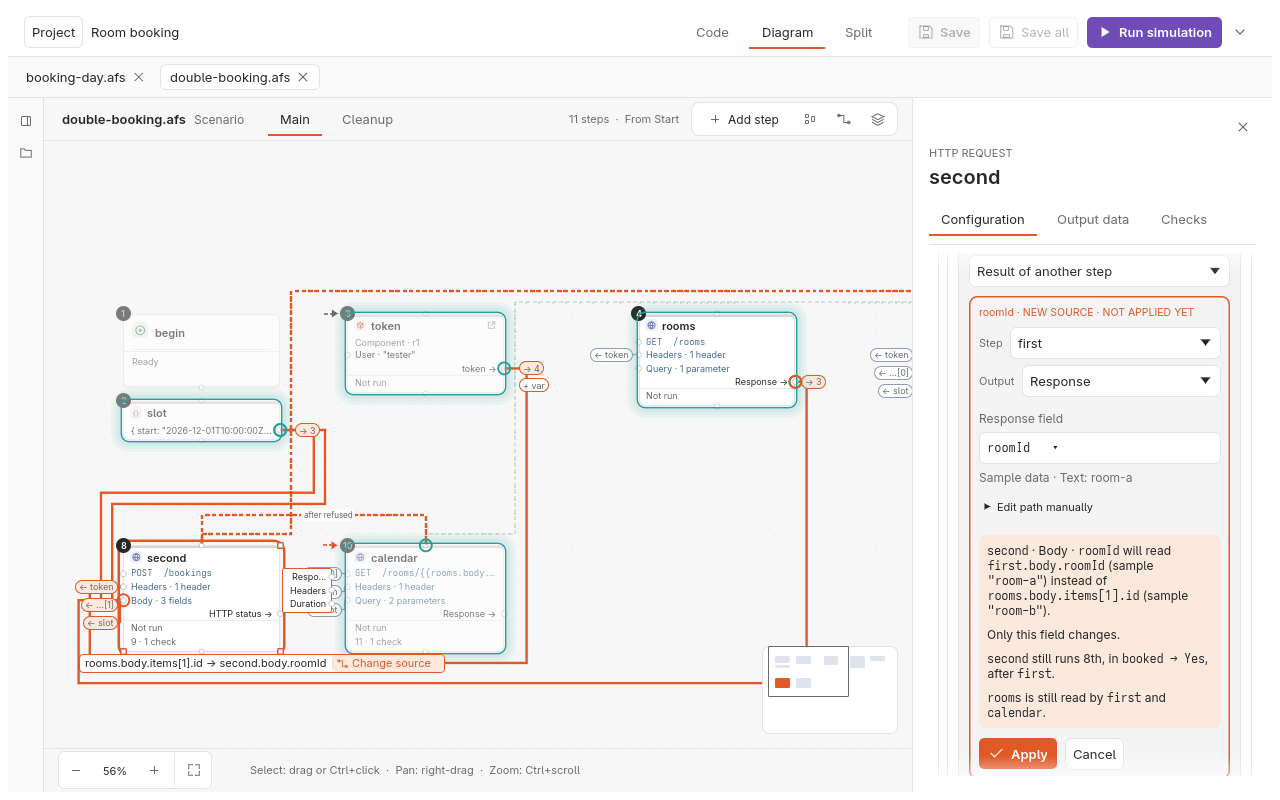 Project
Room booking
Code
Diagram
Split
Save
Save all
Run simulation
booking-day.afs
double-booking.afs
double-booking.afs Scenario
Main
Cleanup
11 steps · From Start
Add step
1
begin
Ready
slot
{ start: "2026-12-01T10:00:00Z...
→ 3
3
token
Component · r1
User · "tester"
token →
Not run
→ 4
+ var
← token
4
rooms
GET /rooms
Headers · 1 header
Query · 1 parameter
Response →
Not run
→ 3
← token
← ...[0]
← slot
after refused
8
second
POST /bookings
Headers · 1 header
Body · 3 fields
HTTP status →
Not run
9 · 1 check
← token
← ...[1]
← slot
Respo...
Headers
Duration
calendar
GET /rooms/{{rooms.body...
Headers · 1 header
Query · 2 parameters
Response →
Not run
11 · 1 check
rooms.body.items[1].id → second.body.roomId
Change source
56%
Select: drag or Ctrl+click · Pan: right-drag · Zoom: Ctrl+scroll
HTTP REQUEST
second
Configuration
Output data
Checks
Result of another step
roomId · NEW SOURCE · NOT APPLIED YET
Step first
Output Response
Response field
roomId
Sample data · Text: room-a
Edit path manually
second · Body · roomId will read
first.body.roomId (sample
"room-a") instead of
rooms.body.items[1].id (sample
"room-b").
Only this field changes.
second still runs 8th, in booked → Yes,
after first.
rooms is still read by first and
calendar.
Apply
Cancel